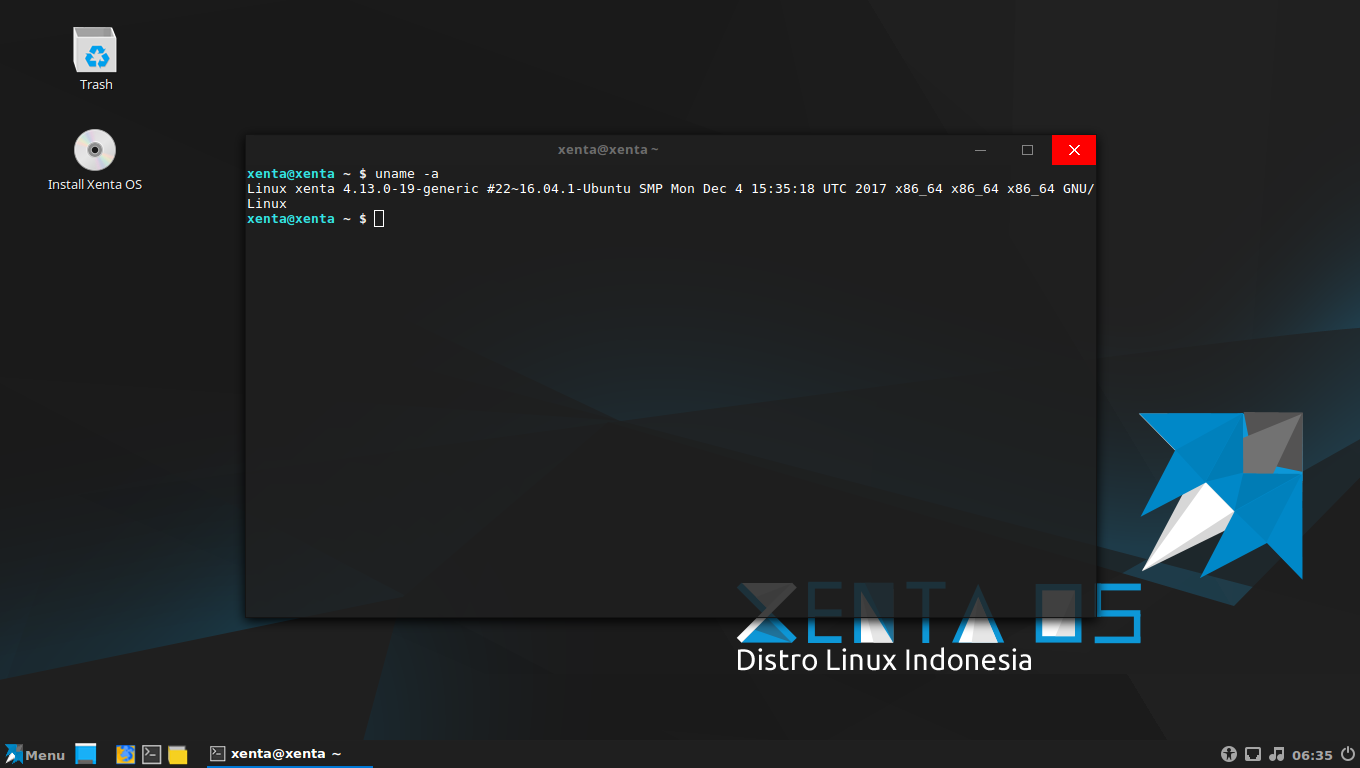 Trash
Install Xenta OS
xenta@xenta ~
xenta@xenta ~ $ uname -a
Linux xenta 4.13.0-19-generic #22~16.04.1-Ubuntu SMP Mon Dec 4 15:35:18 UTC 2017 x86_64 x86_64 x86_64 GNU/
Linux
xenta@xenta ~ $
XENTA OS
Distro Linux Indonesia
Menu
xenta@xenta ~
06:35